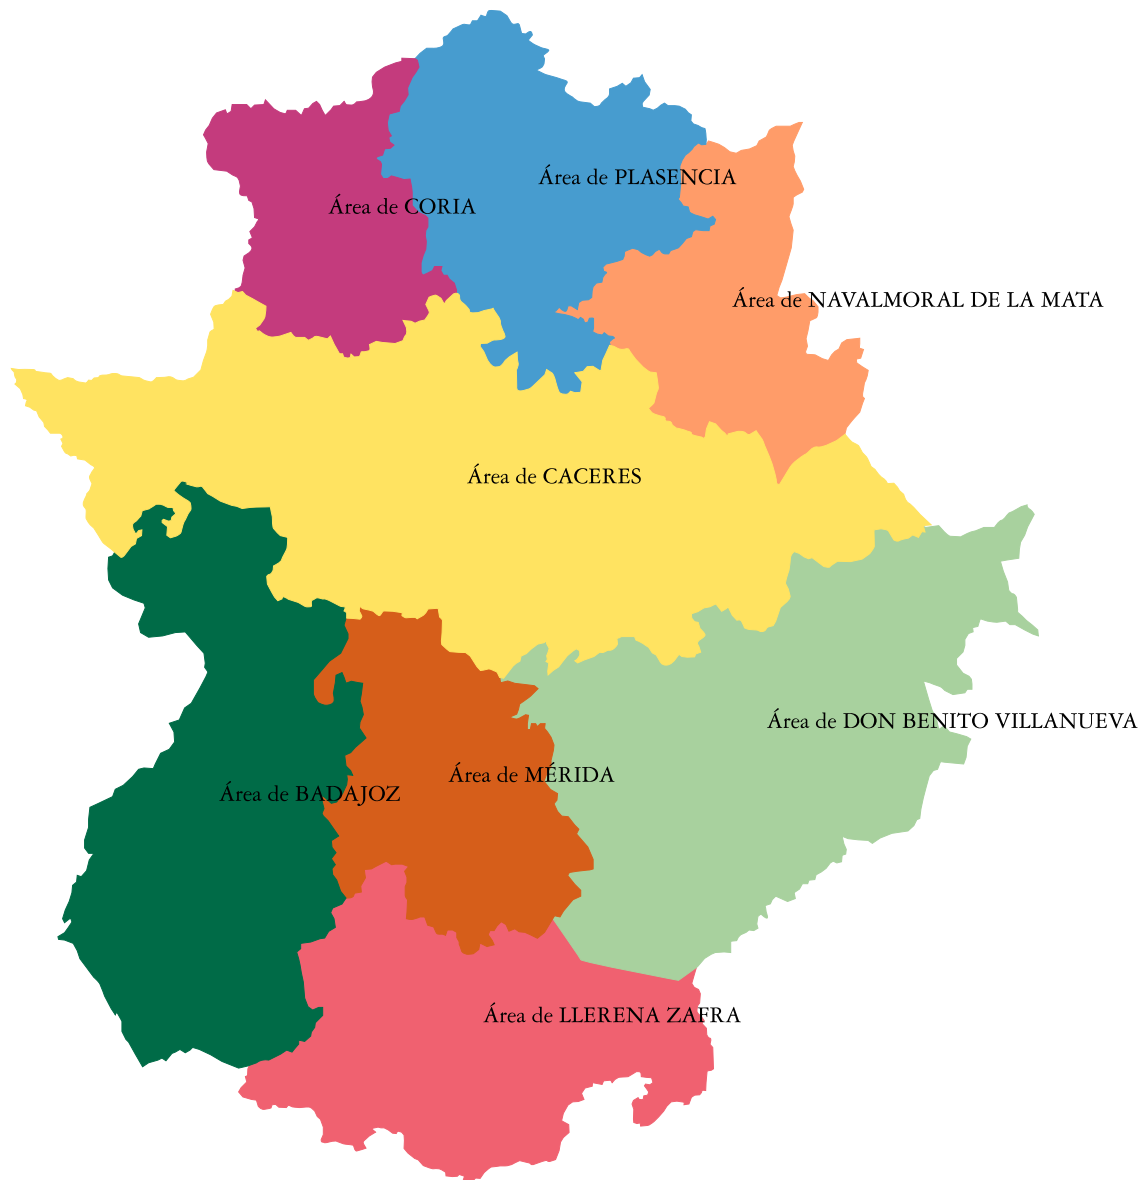 Área de PLASENCIA
Área de CORIA
Área de NAVALMORAL DE LA MATA
Área de CACERES
Área de DON BENITO VILLANUEVA
Área de MÉRIDA
Área de BADAJOZ
Área de LLERENA ZAFRA